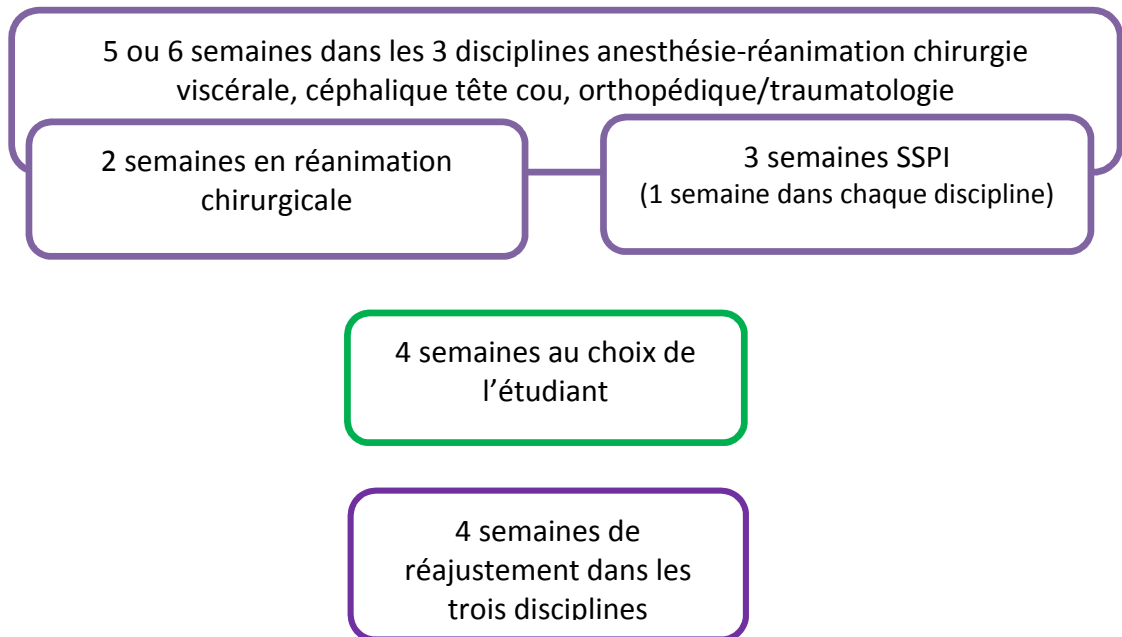 5 ou 6 semaines dans les 3 disciplines anesthésie-réanimation chirurgie
viscérale, céphalique tête cou, orthopédique/traumatologie
2 semaines en réanimation
chirurgicale
3 semaines SSPI
(1 semaine dans chaque discipline)
4 semaines au choix de
l’étudiant
4 semaines de
réajustement dans les
trois disciplines